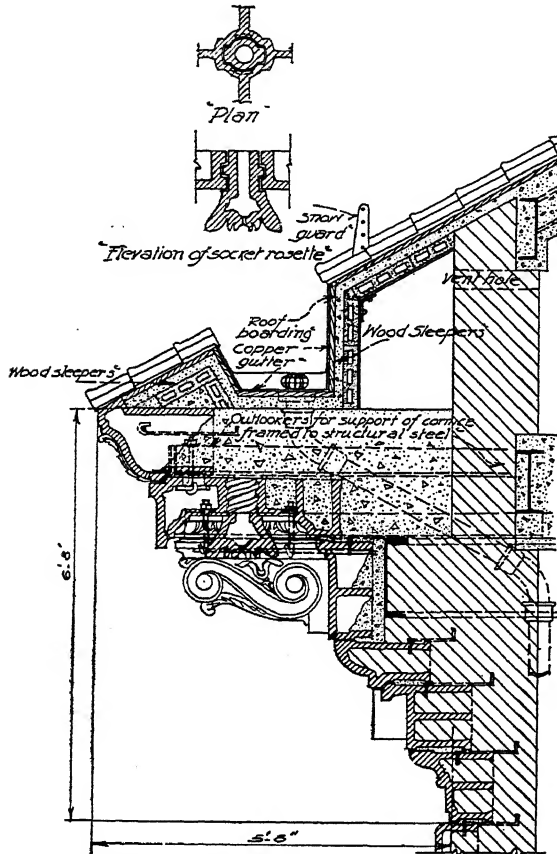 "Plan"
"Elevation of socket rosette"
Snow
guard
Vent hole
Roof
boarding
Wood Sleepers
Copper
gutter
Wood sleepers
Outlookers for support of cornice
framed to structural steel
6'-8"
5'-8"